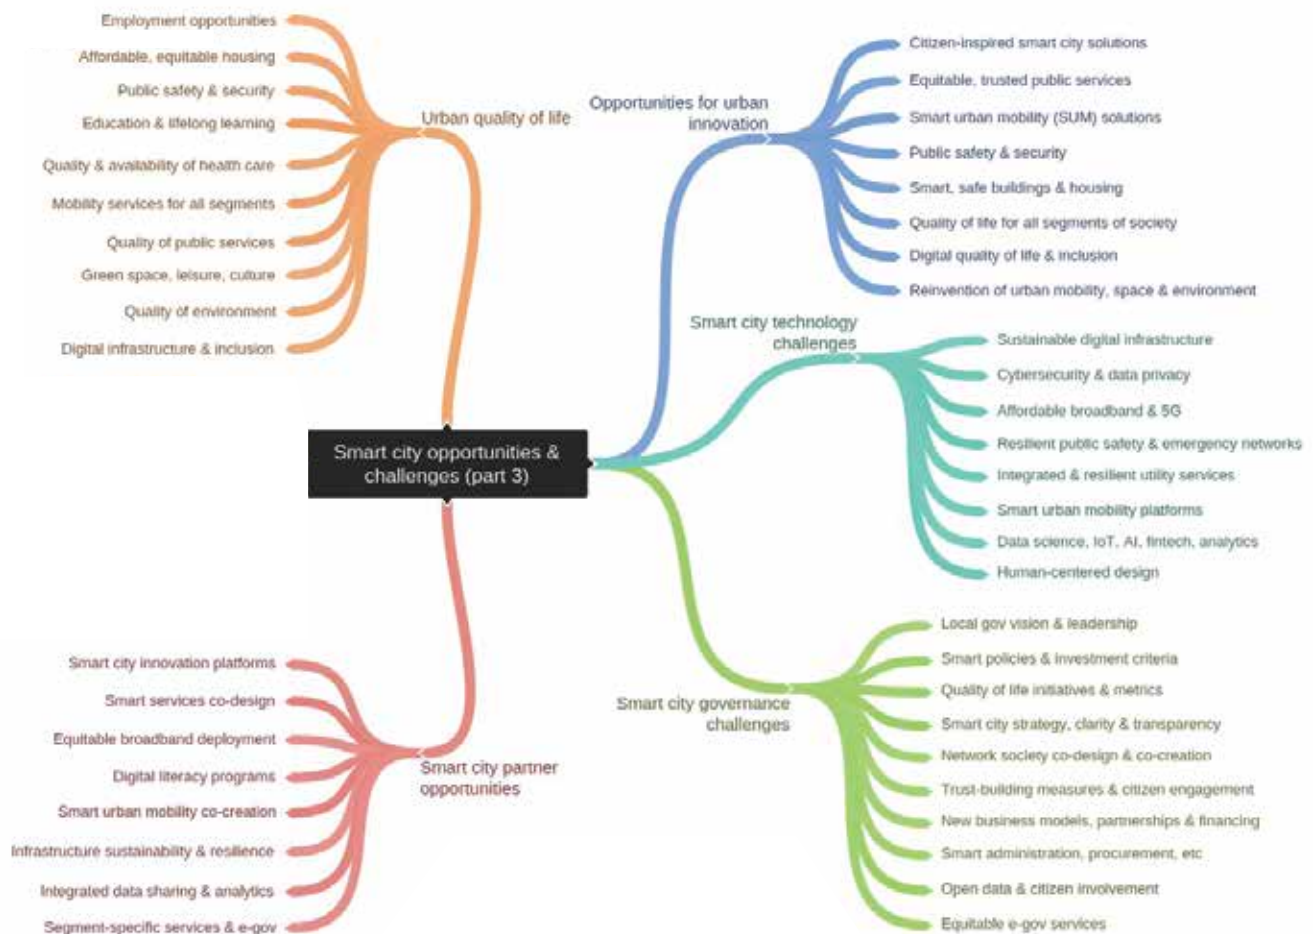 Smart city opportunities &
challenges (part 3)
Urban quality of life
Employment opportunities
Affordable, equitable housing
Public safety & security
Education & lifelong learning
Quality & availability of health care
Mobility services for all segments
Quality of public services
Green space, leisure, culture
Quality of environment
Digital infrastructure & inclusion
Opportunities for urban
innovation
Citizen-inspired smart city solutions
Equitable, trusted public services
Smart urban mobility (SUM) solutions
Public safety & security
Smart, safe buildings & housing
Quality of life for all segments of society
Digital quality of life & inclusion
Reinvention of urban mobility, space & environment
Smart city technology
challenges
Sustainable digital infrastructure
Cybersecurity & data privacy
Affordable broadband & 5G
Resilient public safety & emergency networks
Integrated & resilient utility services
Smart urban mobility platforms
Data science, IoT, AI, fintech, analytics
Human-centered design
Smart city governance
challenges
Local gov vision & leadership
Smart policies & investment criteria
Quality of life initiatives & metrics
Smart city strategy, clarity & transparency
Network society co-design & co-creation
Trust-building measures & citizen engagement
New business models, partnerships & financing
Smart administration, procurement, etc
Open data & citizen involvement
Equitable e-gov services
Smart city partner
opportunities
Smart city innovation platforms
Smart services co-design
Equitable broadband deployment
Digital literacy programs
Smart urban mobility co-creation
Infrastructure sustainability & resilience
Integrated data sharing & analytics
Segment-specific services & e-gov